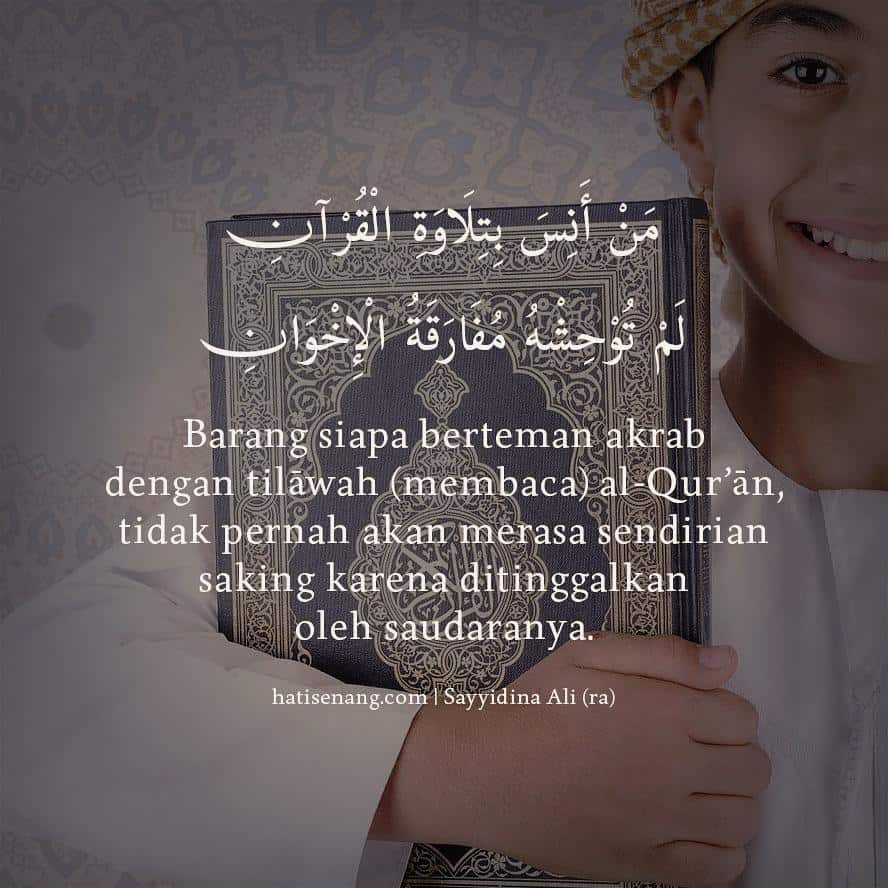 مَنْ أَنِسَ بِتِلَاوَةِ الْقُرْآنِ
لَمْ تُوْحِشْهُ مُفَارَقَةُ الْإِخْوَانِ
Barang siapa berteman akrab
dengan tilāwah (membaca) al-Qur’ān,
tidak pernah akan merasa sendirian
saking karena ditinggalkan
oleh saudaranya.
hatisenang.com | Sayyidina Ali (ra)